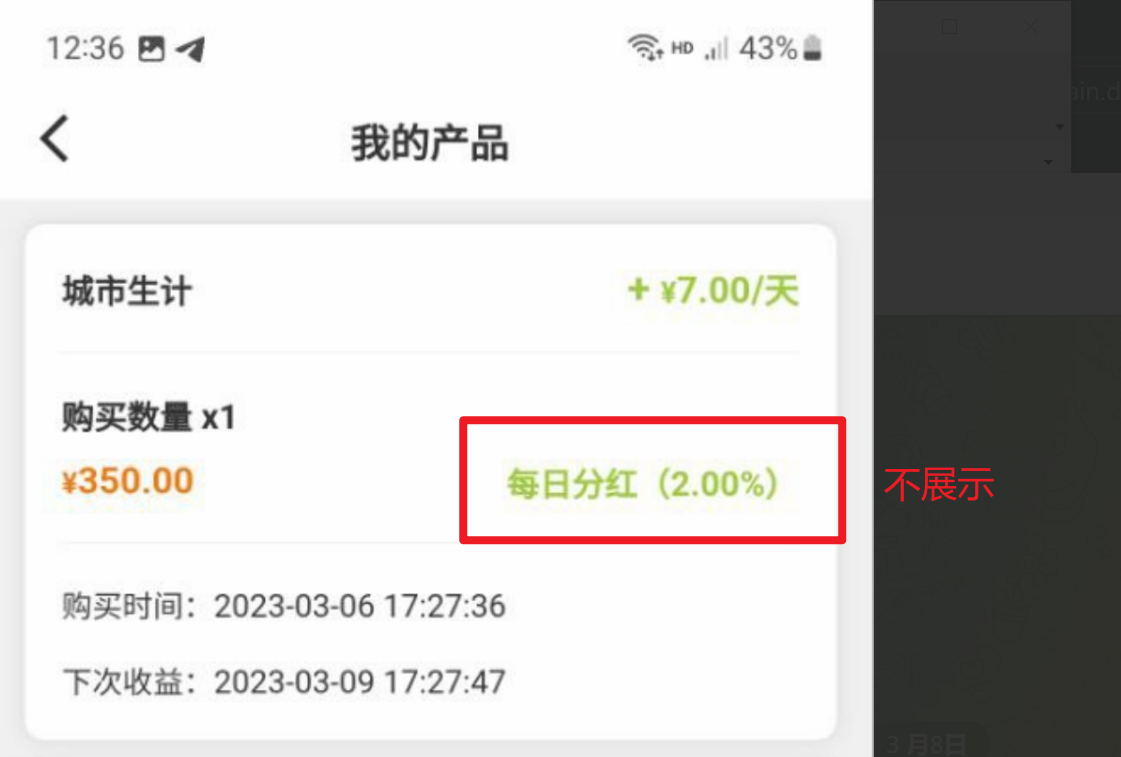 12:36 HD 43%
我的产品
城市生计 + ¥7.00/天
购买数量 x1
¥350.00 每日分红（2.00%） 不展示
购买时间：2023-03-06 17:27:36
下次收益：2023-03-09 17:27:47
3 月8日